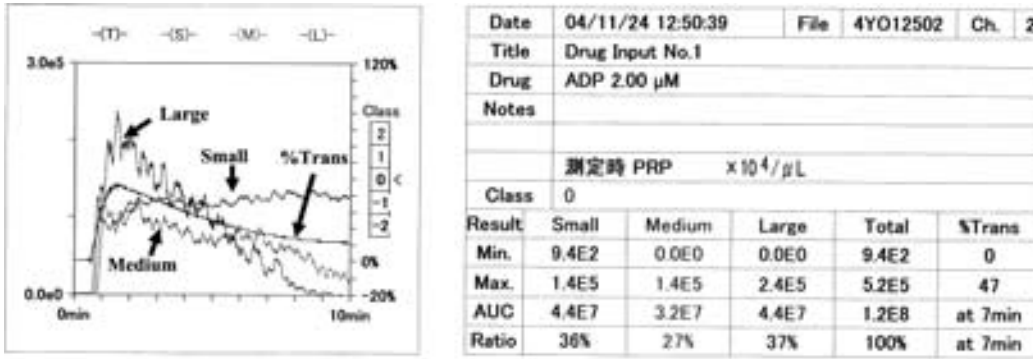 -(T)- -(S)- -(M)- -(L)-
3.0e5
120%
Class
2
1
0 <
-1
-2
Large
Small
%Trans
Medium
0%
0.0e0
-20%
0min
10min
Date 04/11/24 12:50:39 File 4YO12502 Ch. 2
Title Drug Input No.1
Drug ADP 2.00 μM
Notes
測定時 PRP ×10⁴/μL
Class 0
Result Small Medium Large Total %Trans
Min. 9.4E2 0.0E0 0.0E0 9.4E2 0
Max. 1.4E5 1.4E5 2.4E5 5.2E5 47
AUC 4.4E7 3.2E7 4.4E7 1.2E8 at 7min
Ratio 36% 27% 37% 100% at 7min